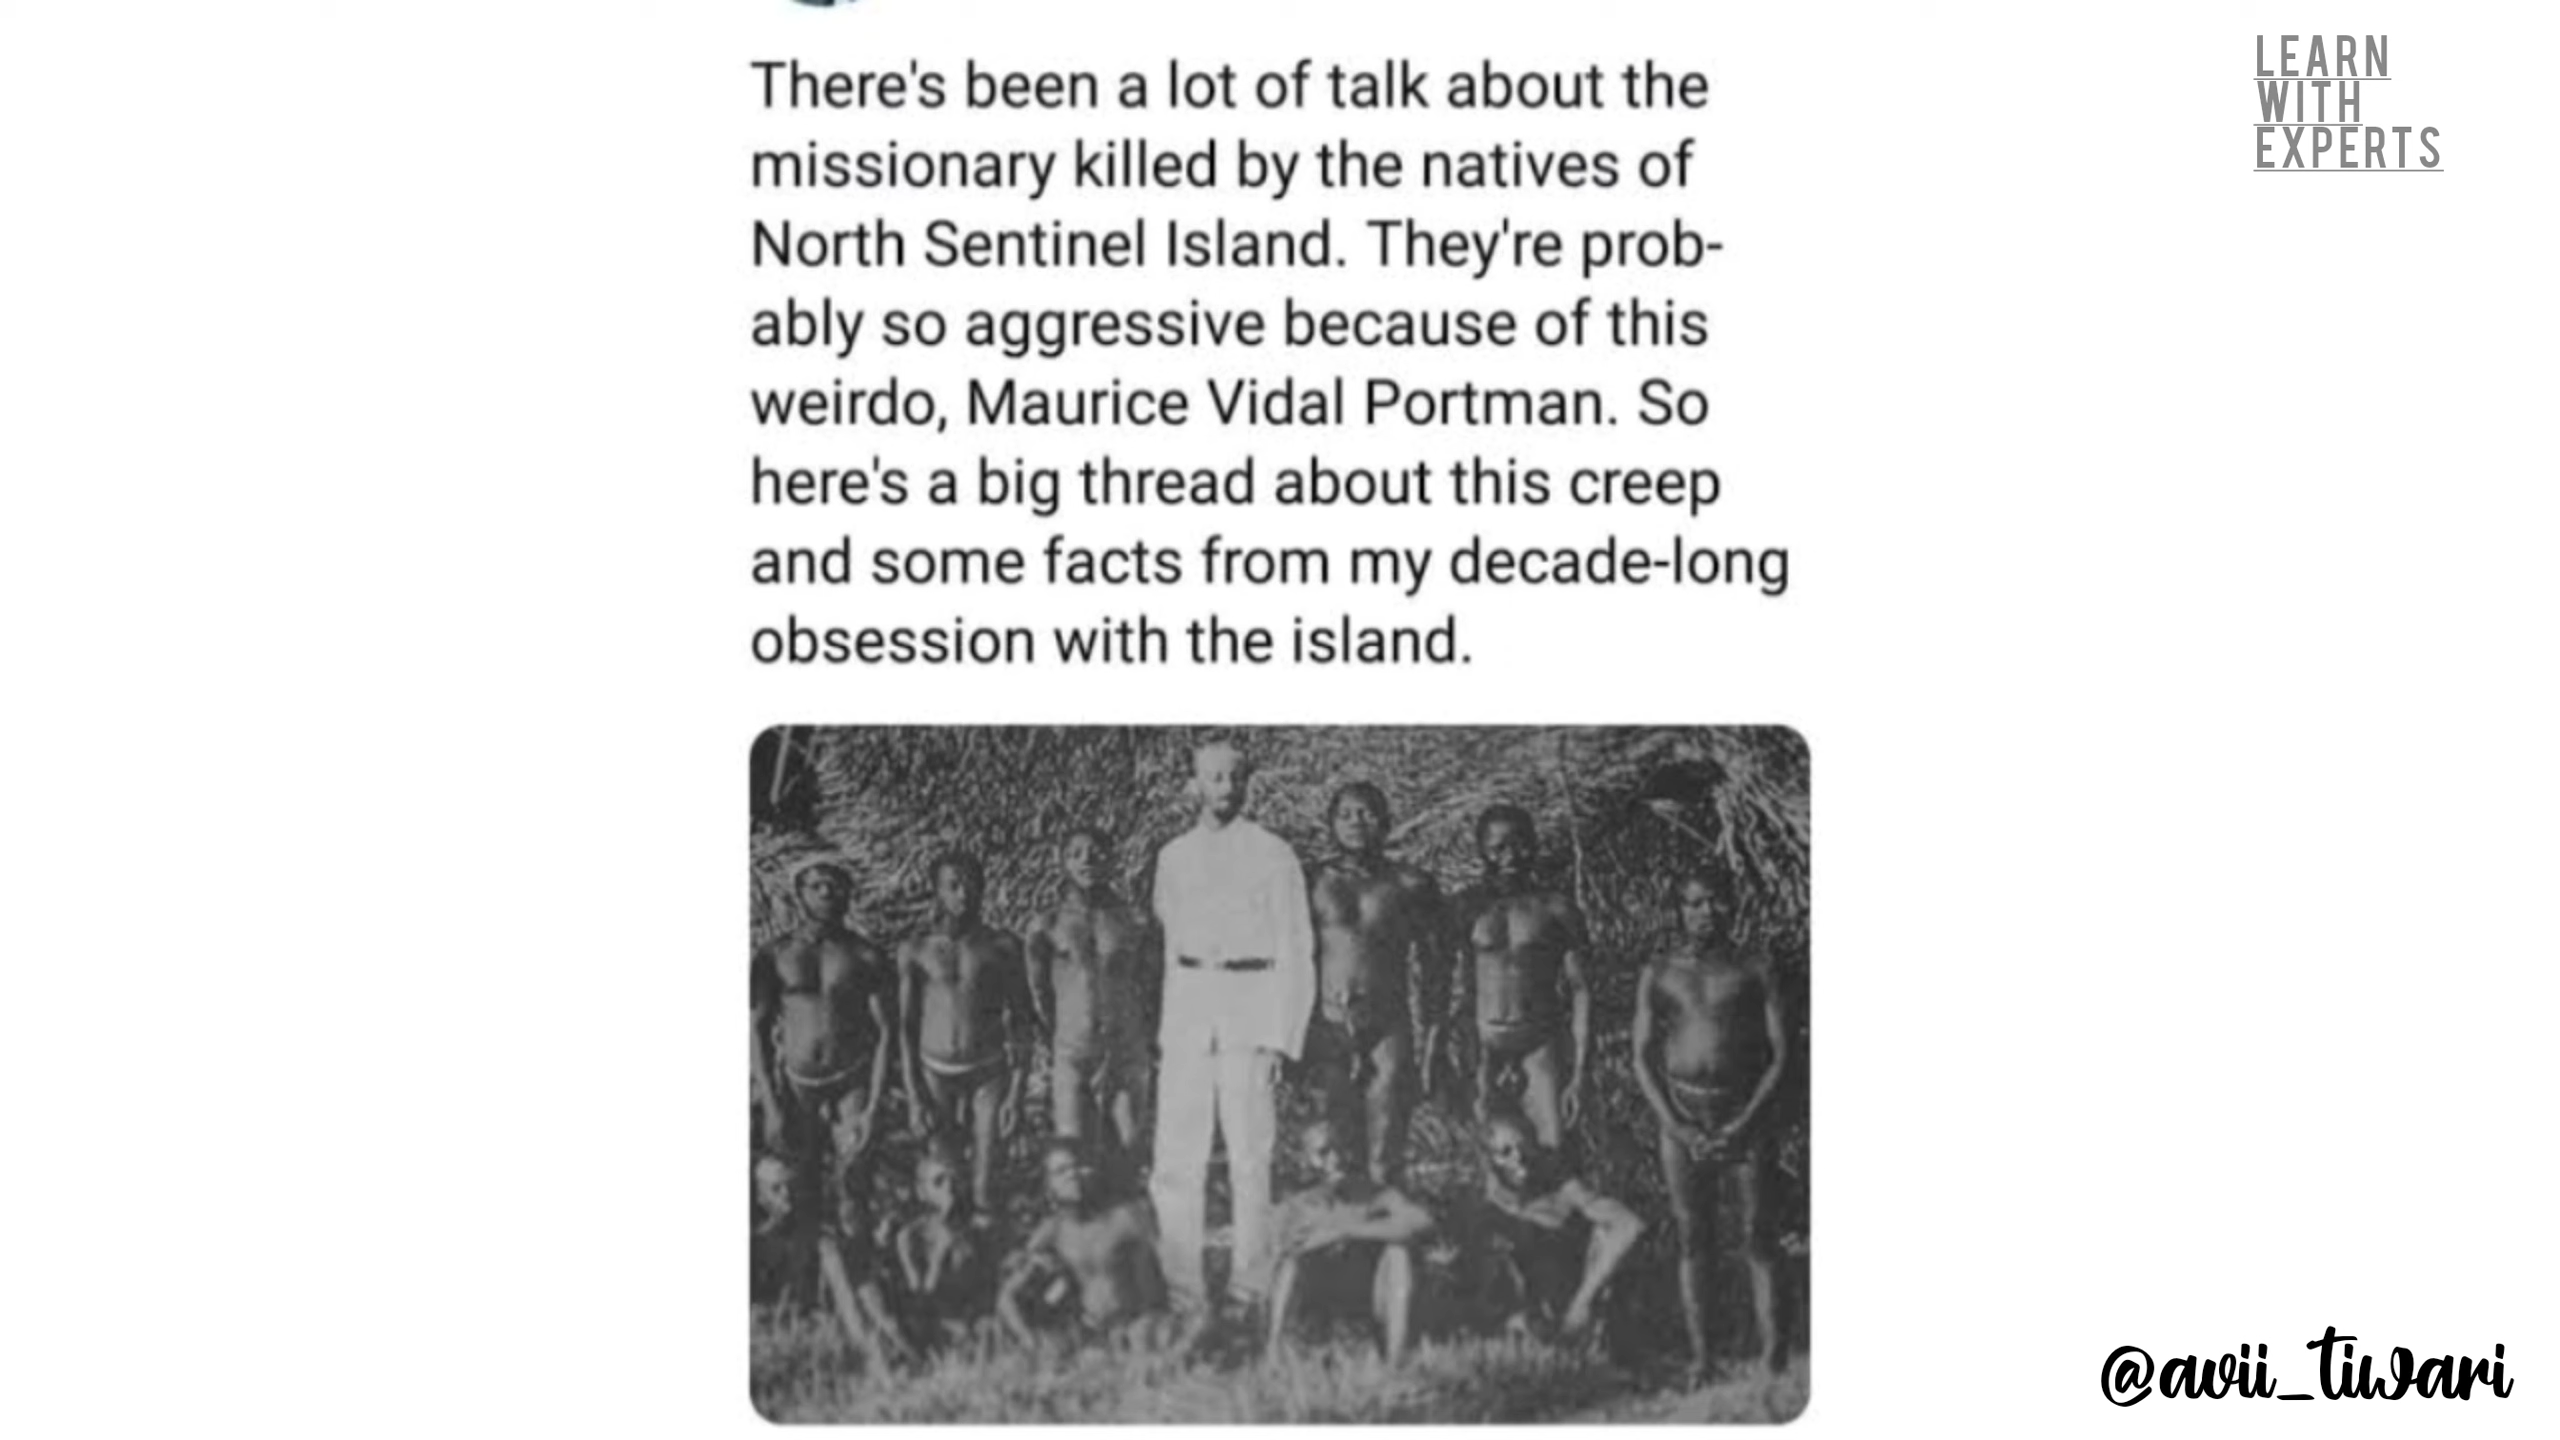 There's been a lot of talk about the
missionary killed by the natives of
North Sentinel Island. They're prob-
ably so aggressive because of this
weirdo, Maurice Vidal Portman. So
here's a big thread about this creep
and some facts from my decade-long
obsession with the island.
LEARN
WITH
EXPERTS
@avii_tiwari